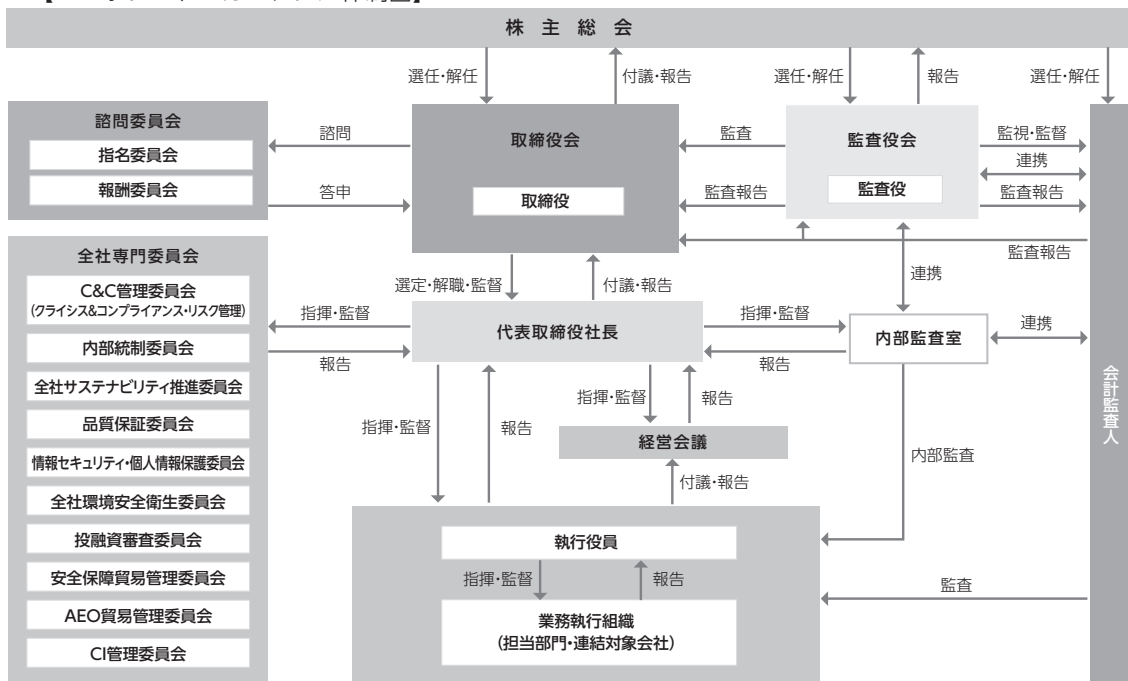 株主総会
選任・解任
付議・報告
選任・解任
報告
選任・解任
諮問委員会
指名委員会
報酬委員会
諮問
答申
取締役会
取締役
監査
監査報告
監査役会
監査役
監視・監督
連携
監査報告
監査報告
全社専門委員会
C&C管理委員会
(クライシス&コンプライアンス・リスク管理)
内部統制委員会
全社サステナビリティ推進委員会
品質保証委員会
情報セキュリティ・個人情報保護委員会
全社環境安全衛生委員会
投融資審査委員会
安全保障貿易管理委員会
AEO貿易管理委員会
CI管理委員会
選定・解職・監督
付議・報告
連携
指揮・監督
報告
代表取締役社長
指揮・監督
報告
内部監査室
連携
会計監査人
指揮・監督
報告
指揮・監督
報告
経営会議
付議・報告
内部監査
執行役員
指揮・監督
報告
業務執行組織
(担当部門・連結対象会社)
監査